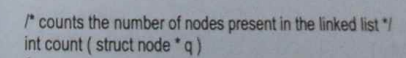 /* counts the number of nodes present in the linked list */
int count ( struct node * q )